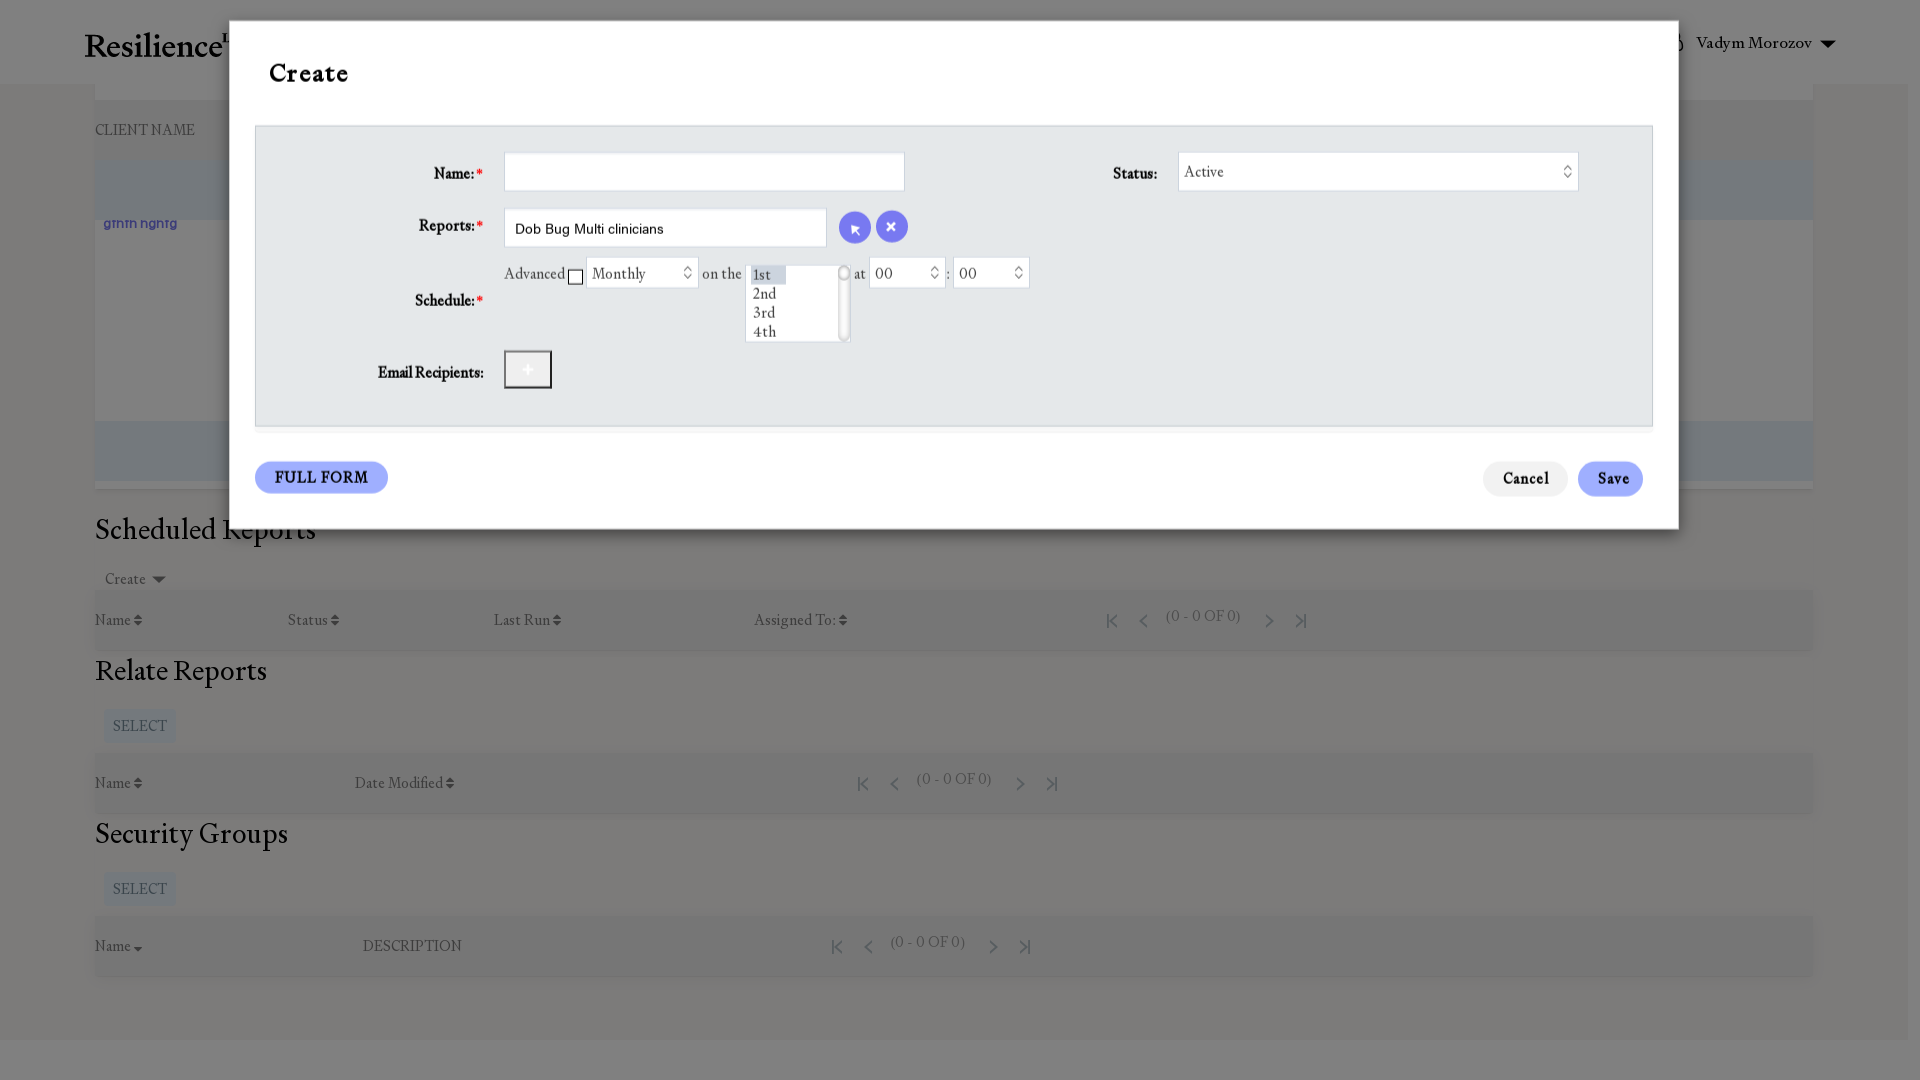 Resilience
Vadym Morozov
Create
CLIENT NAME
Name:*
Status:
Active
Reports:*
Dob Bug Multi clinicians
Advanced
Monthly
on the
1st
2nd
3rd
4th
at
00
:
00
Schedule:*
Email Recipients:
+
FULL FORM
Cancel
Save
Scheduled Reports
Create
Name
Status
Last Run
Assigned To:
(0 - 0 OF 0)
Relate Reports
SELECT
Name
Date Modified
(0 - 0 OF 0)
Security Groups
SELECT
Name
DESCRIPTION
(0 - 0 OF 0)